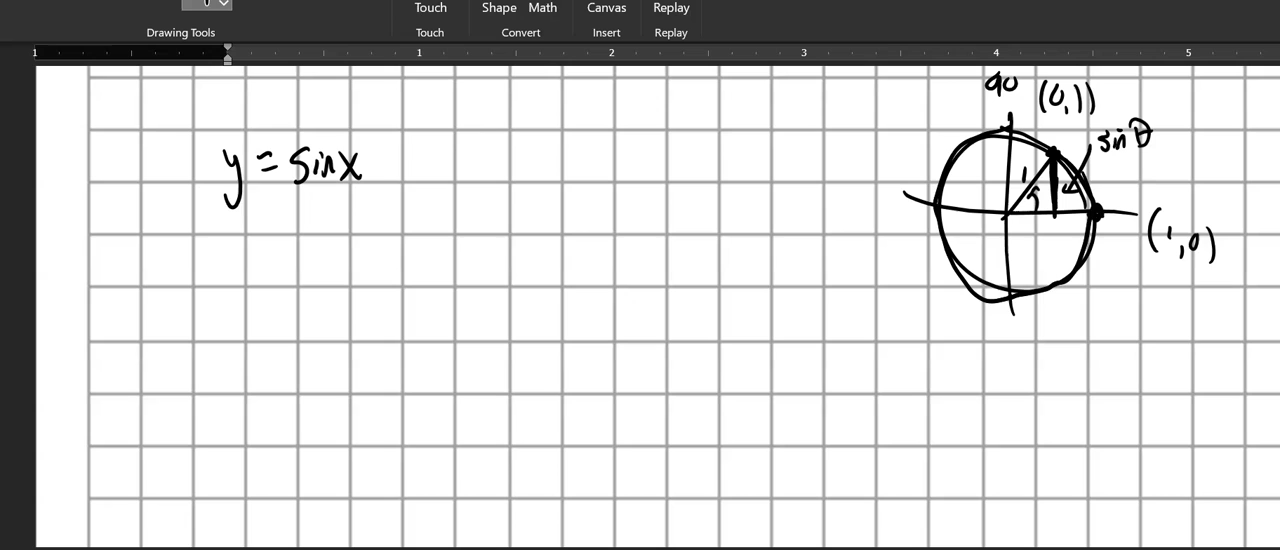 Touch Shape Math Canvas Replay
Drawing Tools Touch Convert Insert Replay
1 1 2 3 4 5
90 (0,1)
y = sinx
sin θ
1
(1,0)